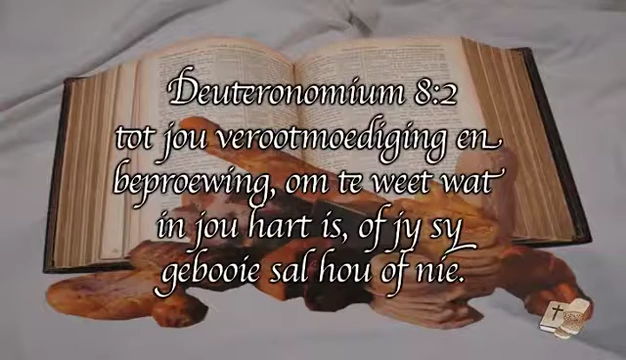 Deuteronomium 8:2
tot jou verootmoediging en
beproewing, om te weet wat
in jou hart is, of jy sy
gebooie sal hou of nie.